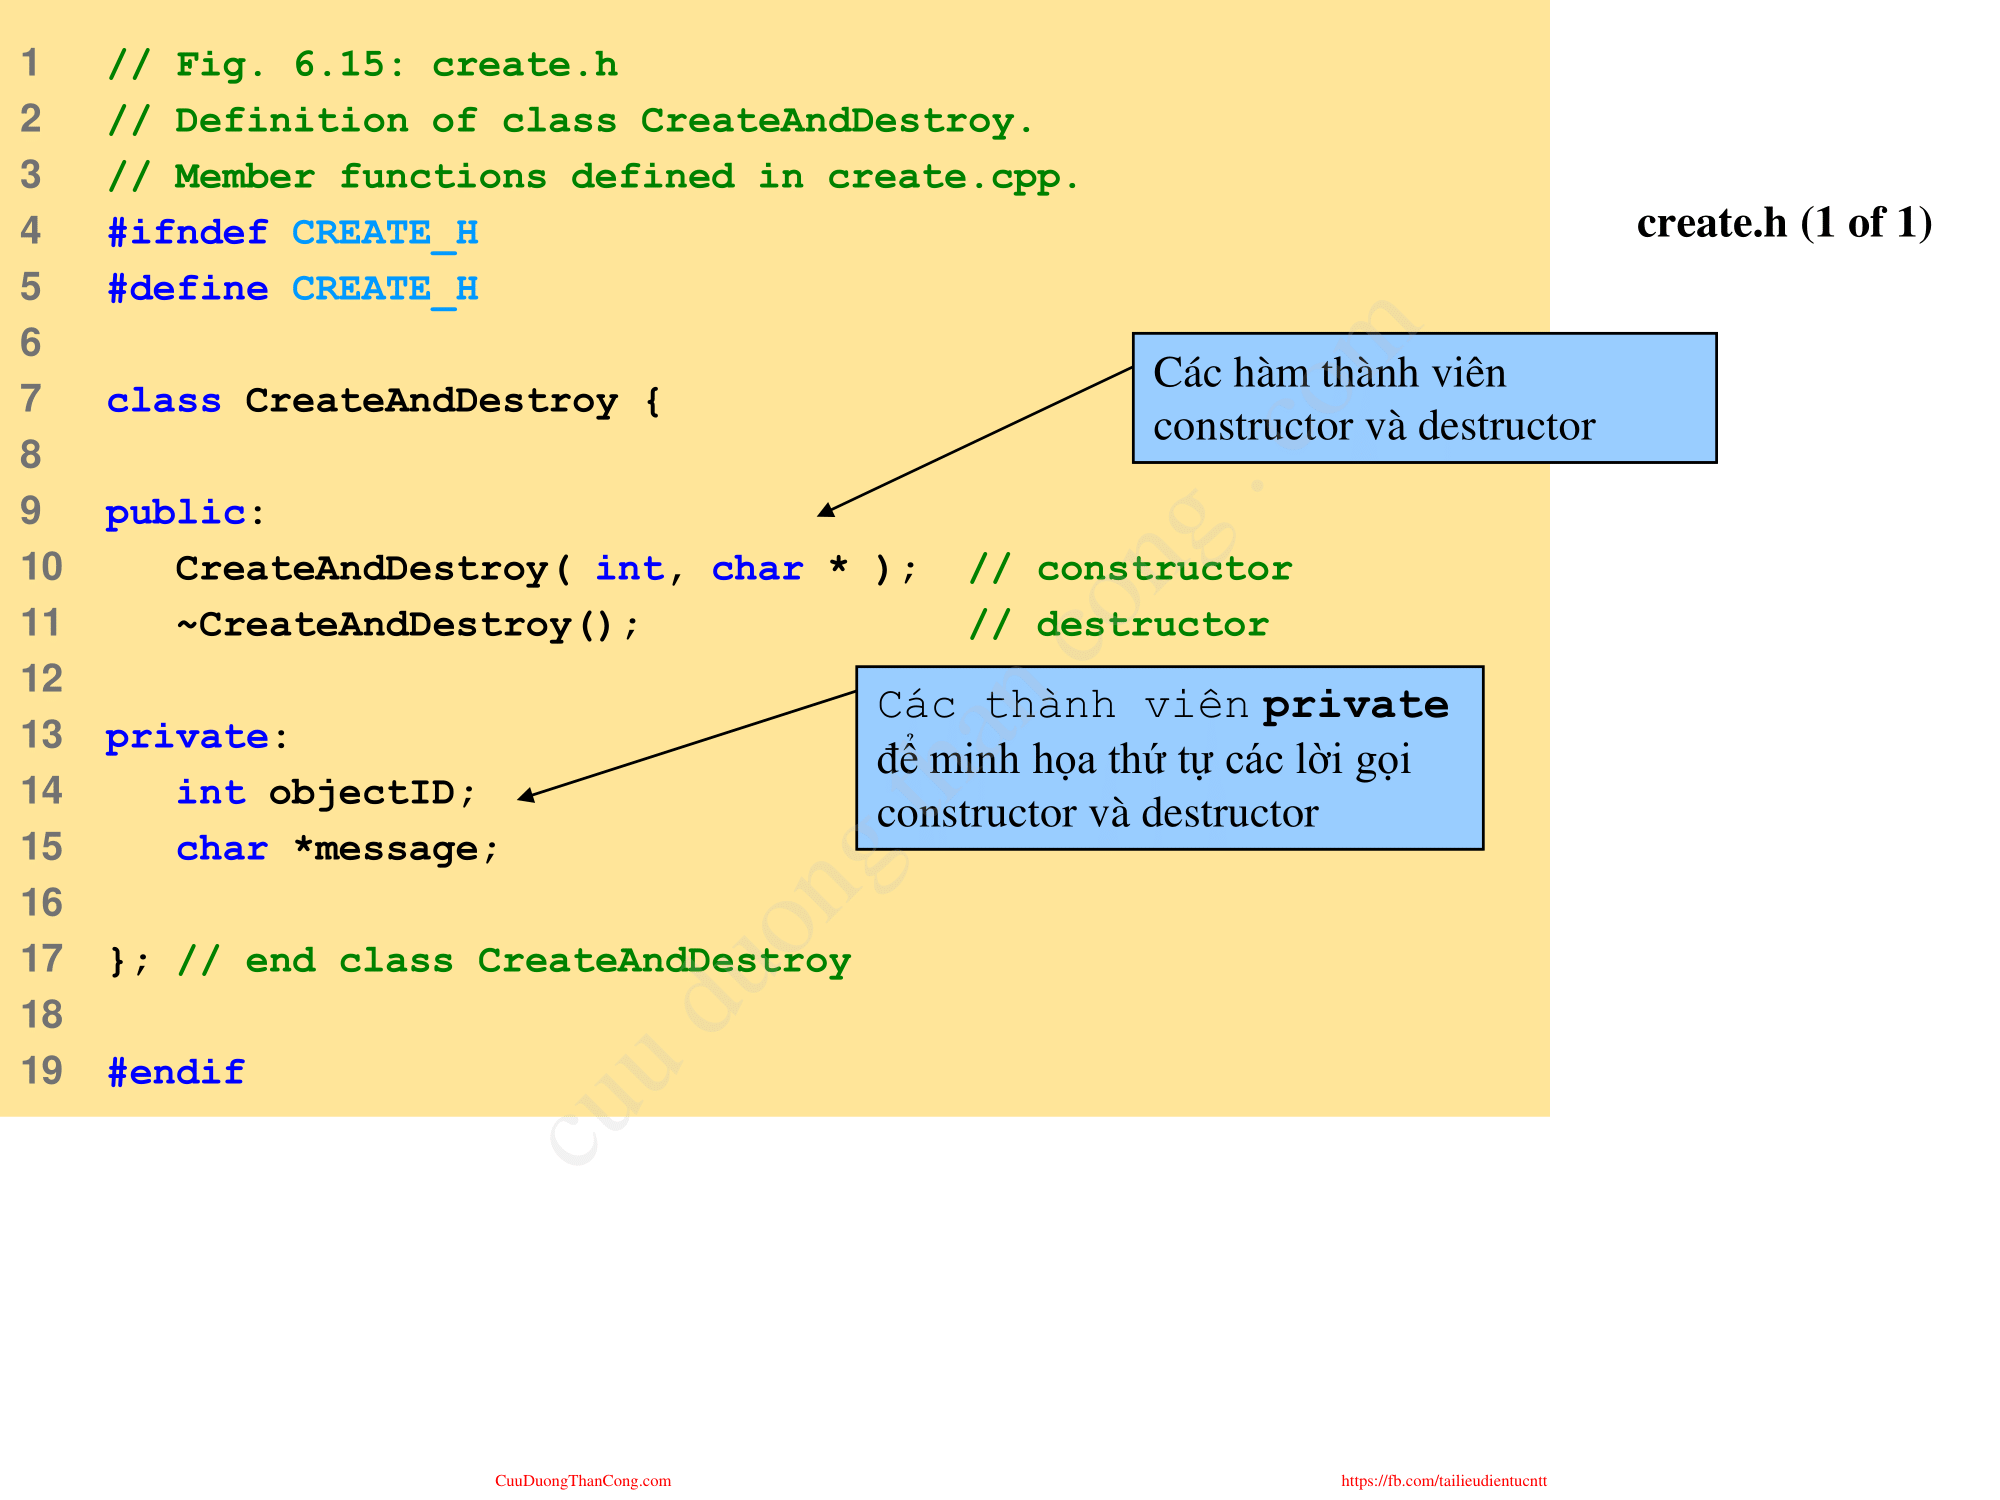 1 // Fig. 6.15: create.h
2 // Definition of class CreateAndDestroy.
3 // Member functions defined in create.cpp.
4 #ifndef CREATE_H
5 #define CREATE_H
6
7 class CreateAndDestroy {
8
9 public:
10 CreateAndDestroy( int, char * ); // constructor
11 ~CreateAndDestroy(); // destructor
12
13 private:
14 int objectID;
15 char *message;
16
17 }; // end class CreateAndDestroy
18
19 #endif
create.h (1 of 1)
Các hàm thành viên
constructor và destructor
Các thành viên private
để minh họa thứ tự các lời gọi
constructor và destructor
cuu duong than cong . com
CuuDuongThanCong.com
https://fb.com/tailieudientucntt